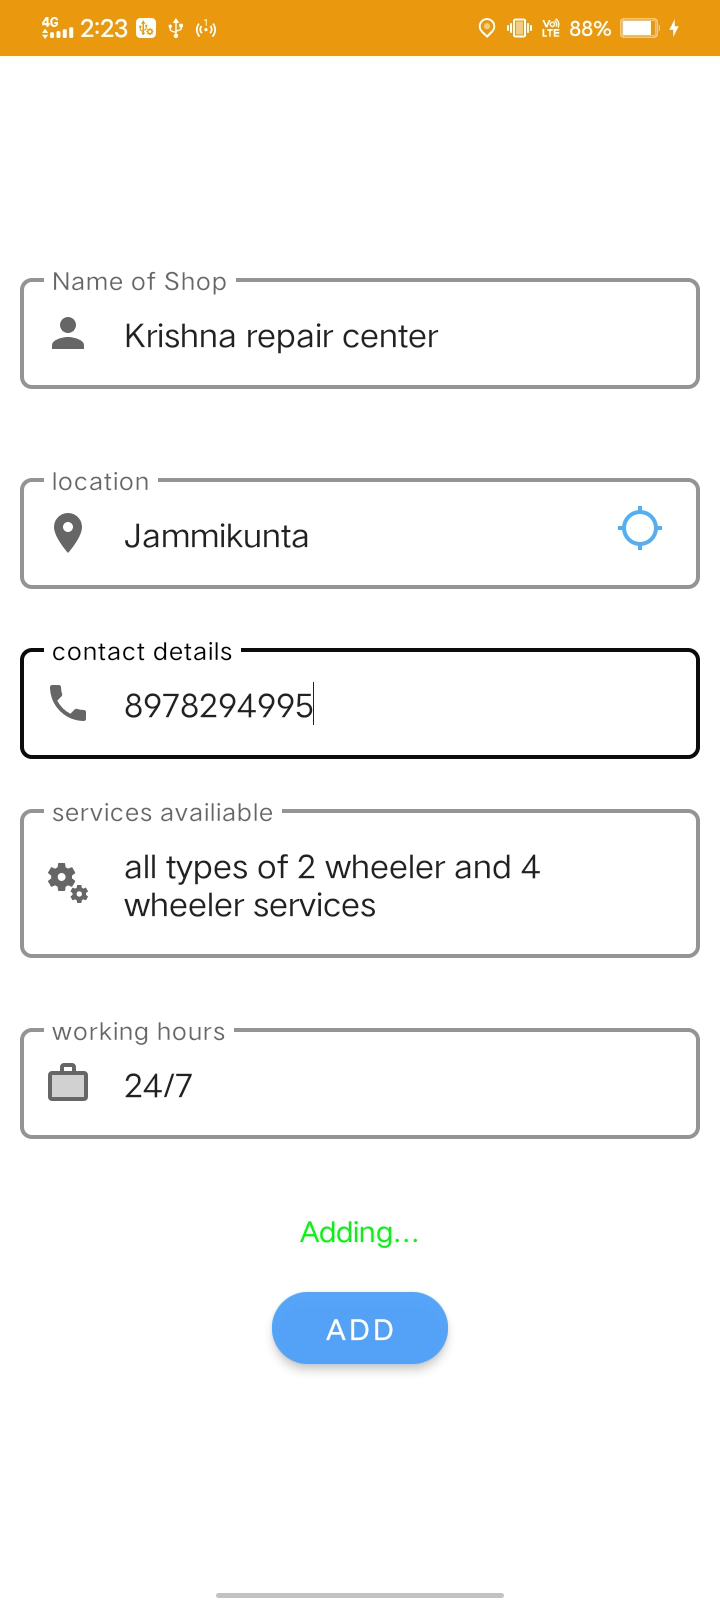 4G 2:23 1 Vo) LTE 88%
Name of Shop
Krishna repair center
location
Jammikunta
contact details
8978294995
services availiable
all types of 2 wheeler and 4
wheeler services
working hours
24/7
Adding...
ADD